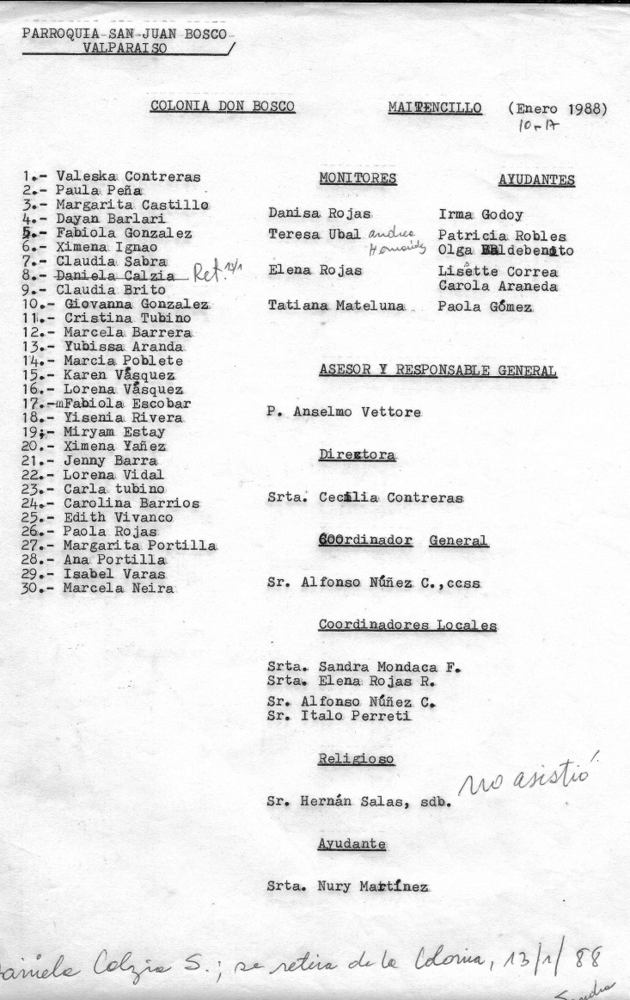 PARROQUIA SAN JUAN BOSCO
VALPARAISO
COLONIA DON BOSCO MAITENCILLO (Enero 1988)
10-17
1.- Valeska Contreras
2.- Paula Peña
3.- Margarita Castillo
4.- Dayan Barlari
5.- Fabiola Gonzalez
6.- Ximena Ignao
7.- Claudia Sabra
8.- Daniela Calzia Ret. 13/1
9.- Claudia Brito
10.- Giovanna Gonzalez
11.- Cristina Tubino
12.- Marcela Barrera
13.- Yubissa Aranda
14.- Marcia Poblete
15.- Karen Vásquez
16.- Lorena Vásquez
17.-mFabiola Escobar
18.- Yisenia Rivera
19;- Miryam Estay
20.- Ximena Yañez
21.- Jenny Barra
22.- Lorena Vidal
23.- Carla tubino
24.- Carolina Barrios
25.- Edith Vivanco
26.- Paola Rojas
27.- Margarita Portilla
28.- Ana Portilla
29.- Isabel Varas
30.- Marcela Neira
MONITORES AYUDANTES
Danisa Rojas Irma Godoy
Teresa Ubal Andrea Patricia Robles
Olga Baldebenito
Elena Rojas Lisette Correa
Carola Araneda
Tatiana Mateluna Paola Gómez
ASESOR Y RESPONSABLE GENERAL
P. Anselmo Vettore
Directora
Srta. Cecilia Contreras
Coordinador General
Sr. Alfonso Núñez C.,ccss
Coordinadores Locales
Srta. Sandra Mondaca F.
Srta. Elena Rojas R.
Sr. Alfonso Núñez C.
Sr. Italo Perreti
Religioso
Sr. Hernán Salas, sdb. no asistió
Ayudante
Srta. Nury Martínez
Daniela Calzia S.; se retira de la Colonia, 13/1/88
Sandra